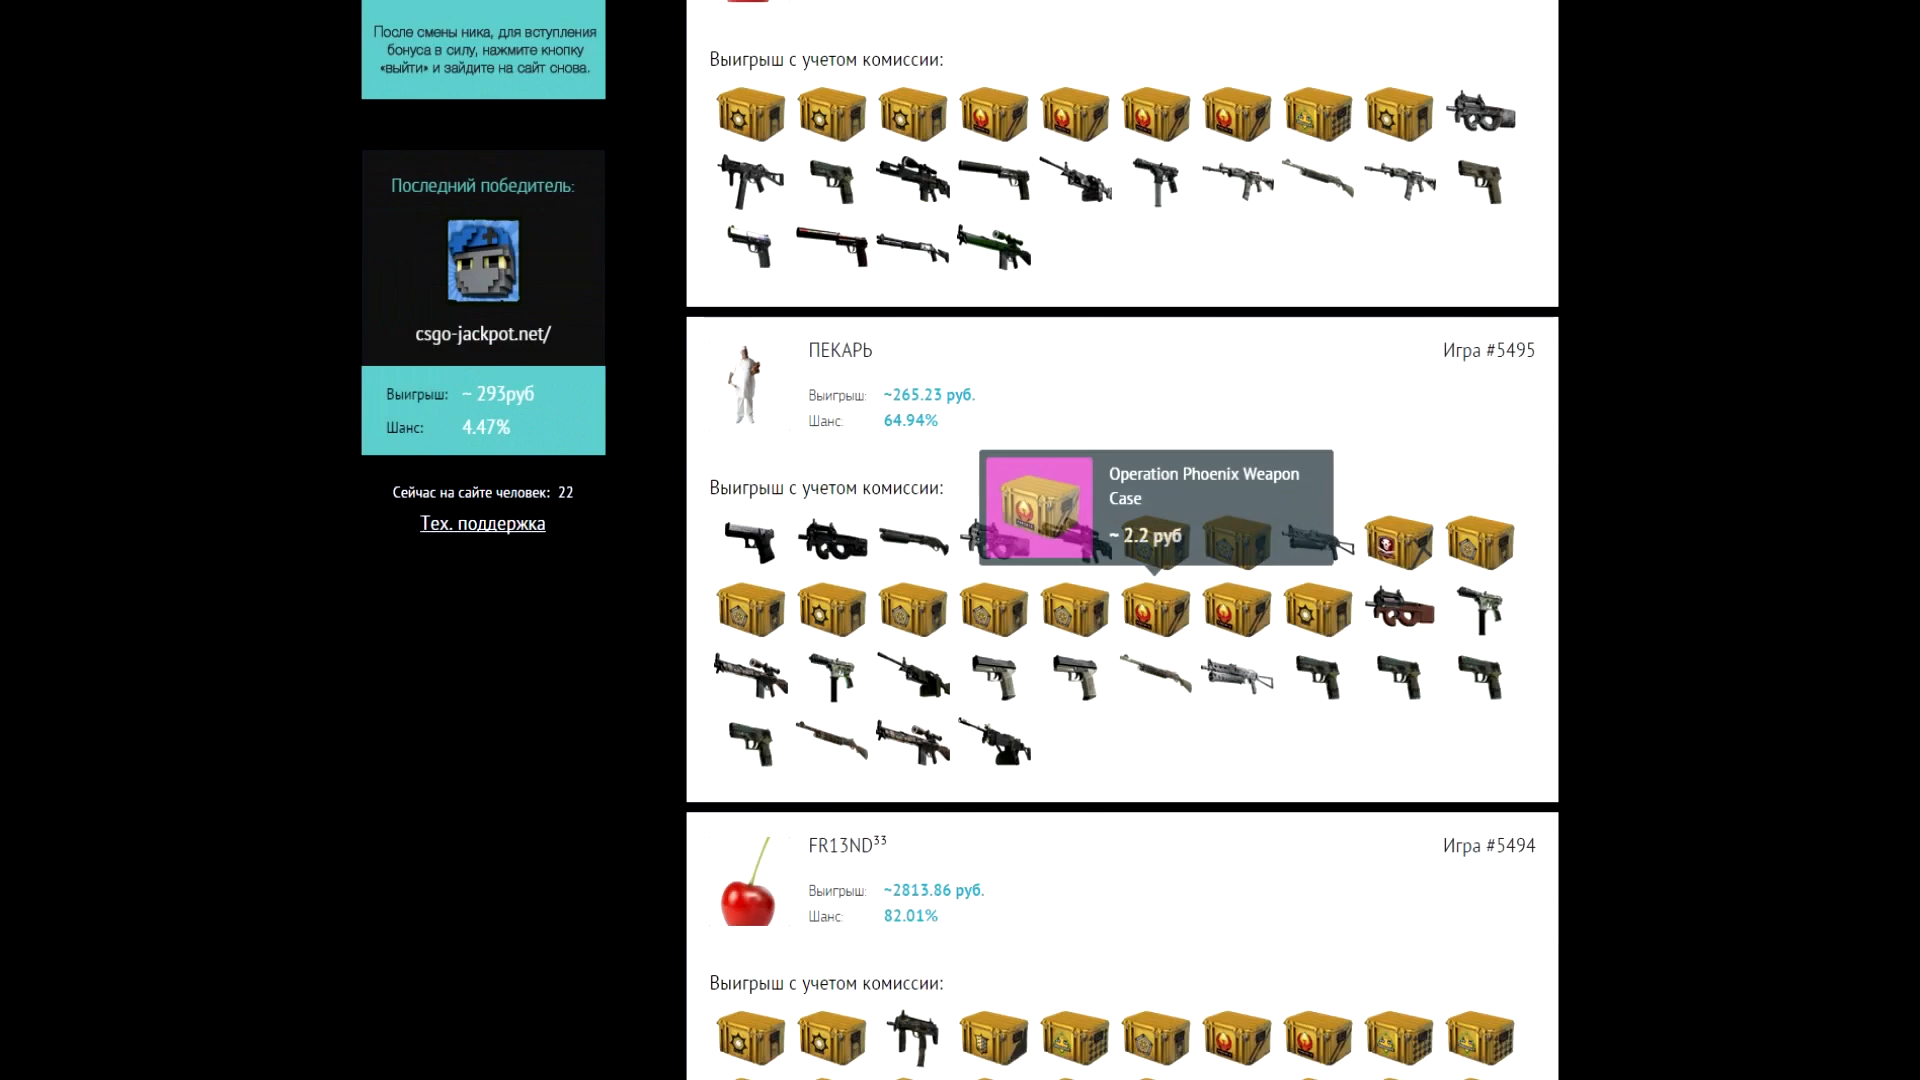 После смены ника, для вступления
бонуса в силу, нажмите кнопку
«выйти» и зайдите на сайт снова.
Последний победитель:
csgo-jackpot.net/
Выигрыш: ~ 293руб
Шанс: 4.47%
Сейчас на сайте человек: 22
Тех. поддержка
Выигрыш с учетом комиссии:
ПЕКАРЬ
Игра #5495
Выигрыш: ~265.23 руб.
Шанс: 64.94%
Выигрыш с учетом комиссии:
Operation Phoenix Weapon
Case
~ 2.2 руб
FR13ND³³
Игра #5494
Выигрыш: ~2813.86 руб.
Шанс: 82.01%
Выигрыш с учетом комиссии: